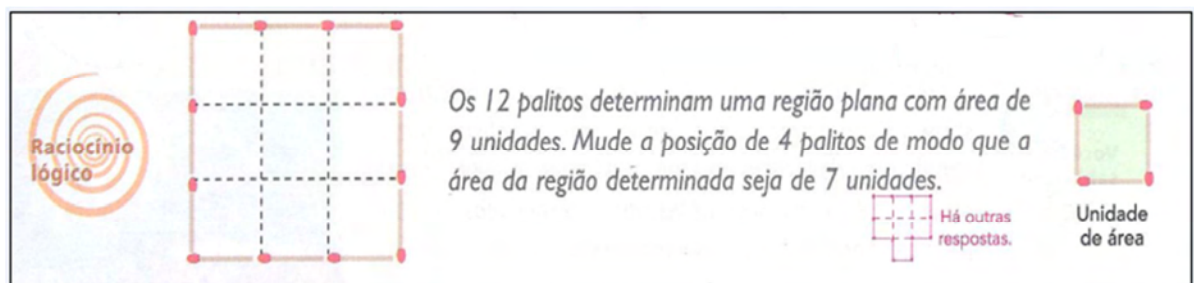 Raciocínio
lógico
Os 12 palitos determinam uma região plana com área de
9 unidades. Mude a posição de 4 palitos de modo que a
área da região determinada seja de 7 unidades.
Há outras
respostas.
Unidade
de área